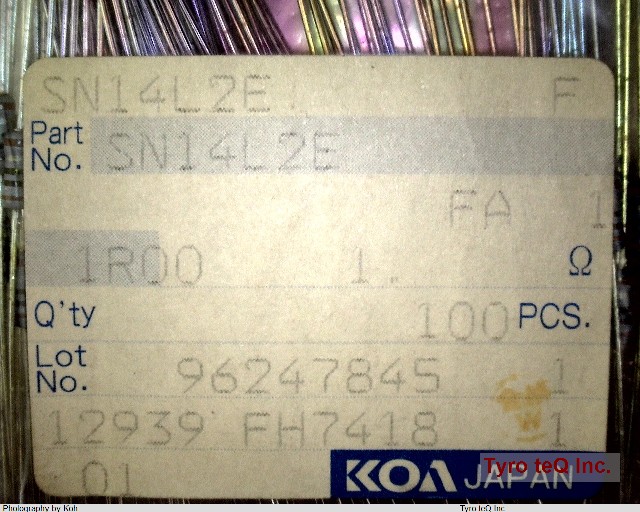 SN14L2E F
Part No. SN14L2E
FA 1
1R00 1. Ω
Q'ty 100 PCS.
Lot No. 96247845 1
12939 FH7418 1
01
KOA JAPAN
Tyro teQ Inc.
Photography by Koh Tyro teQ Inc